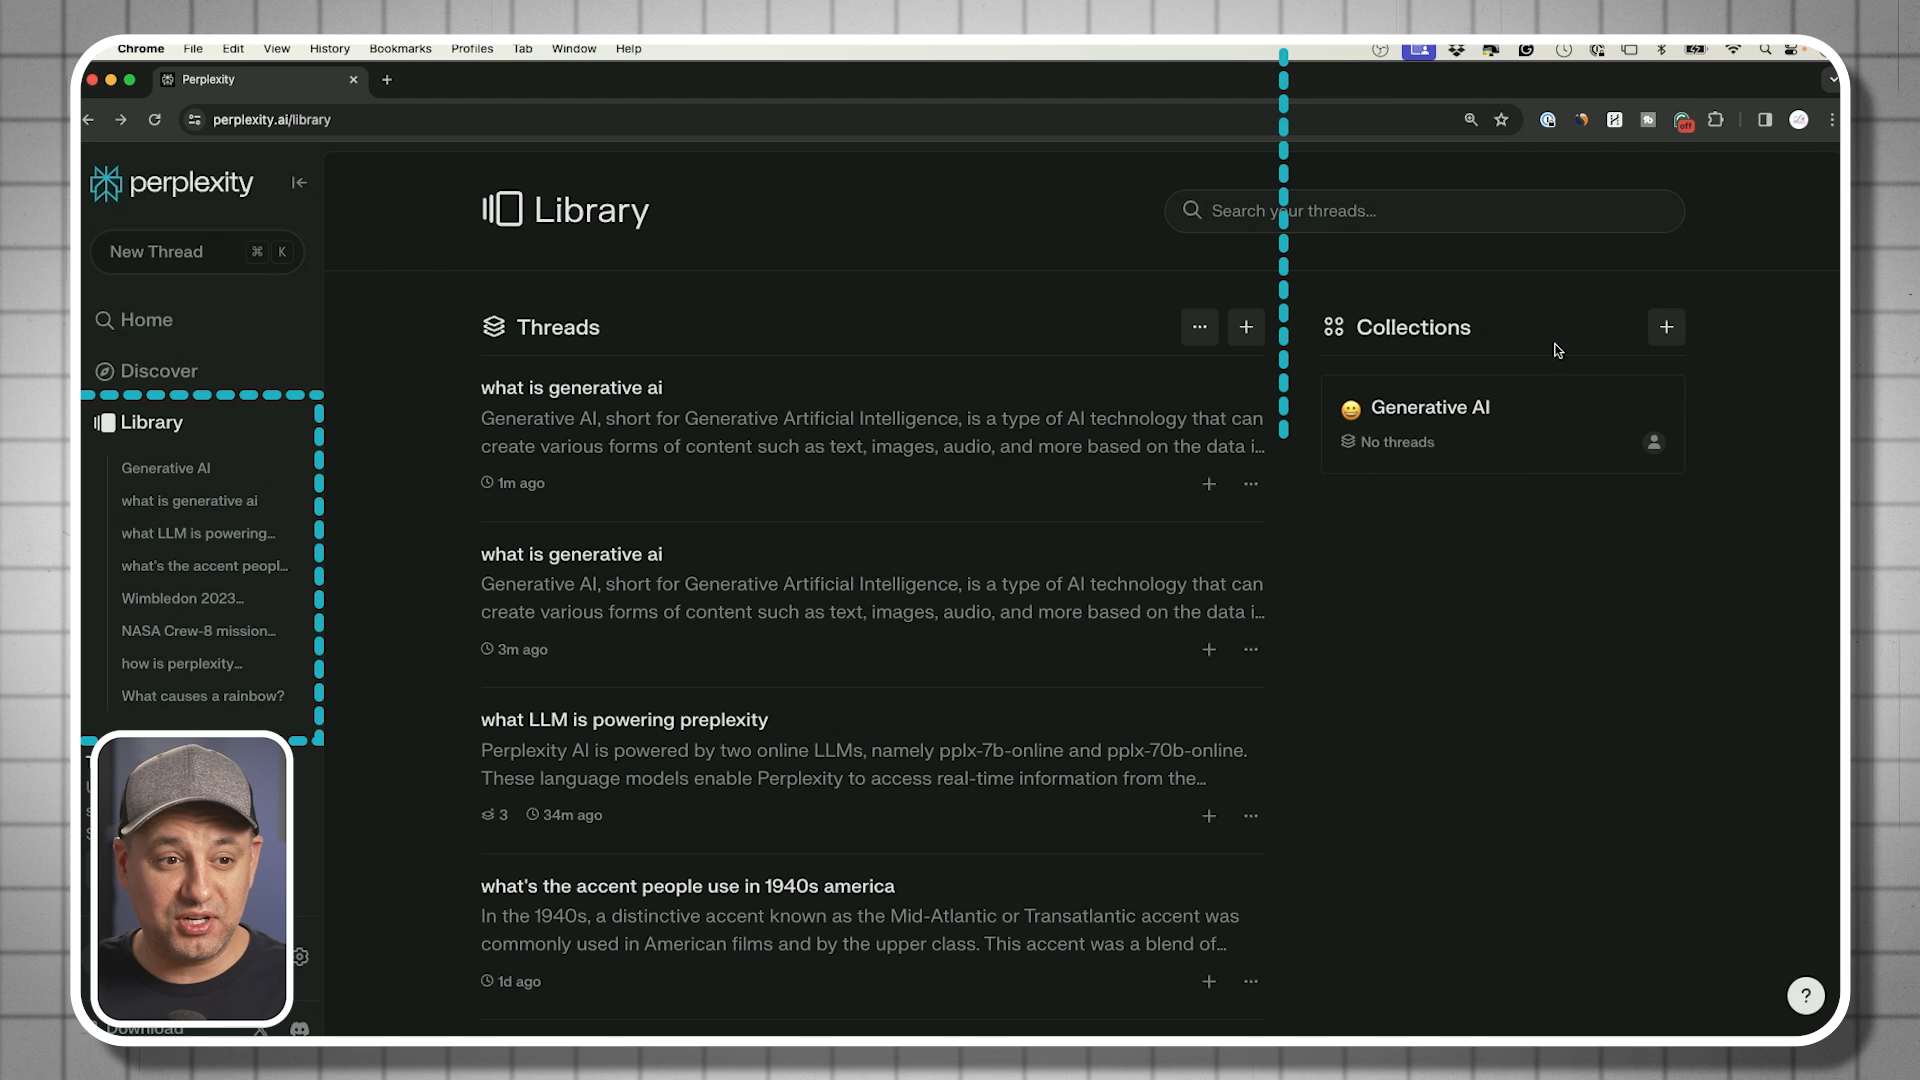 Chrome File Edit View History Bookmarks Profiles Tab Window Help
Perplexity
perplexity.ai/library
off
perplexity
New Thread ⌘ K
Home
Discover
Library
Generative AI
what is generative ai
what LLM is powering...
what's the accent peopl...
Wimbledon 2023...
NASA Crew-8 mission...
how is perplexity...
What causes a rainbow?
Download
Library
Search your threads...
Threads
what is generative ai
Generative AI, short for Generative Artificial Intelligence, is a type of AI technology that can
create various forms of content such as text, images, audio, and more based on the data i...
1m ago
what is generative ai
Generative AI, short for Generative Artificial Intelligence, is a type of AI technology that can
create various forms of content such as text, images, audio, and more based on the data i...
3m ago
what LLM is powering preplexity
Perplexity AI is powered by two online LLMs, namely pplx-7b-online and pplx-70b-online.
These language models enable Perplexity to access real-time information from the...
3 34m ago
what's the accent people use in 1940s america
In the 1940s, a distinctive accent known as the Mid-Atlantic or Transatlantic accent was
commonly used in American films and by the upper class. This accent was a blend of...
1d ago
Collections
Generative AI
No threads
?